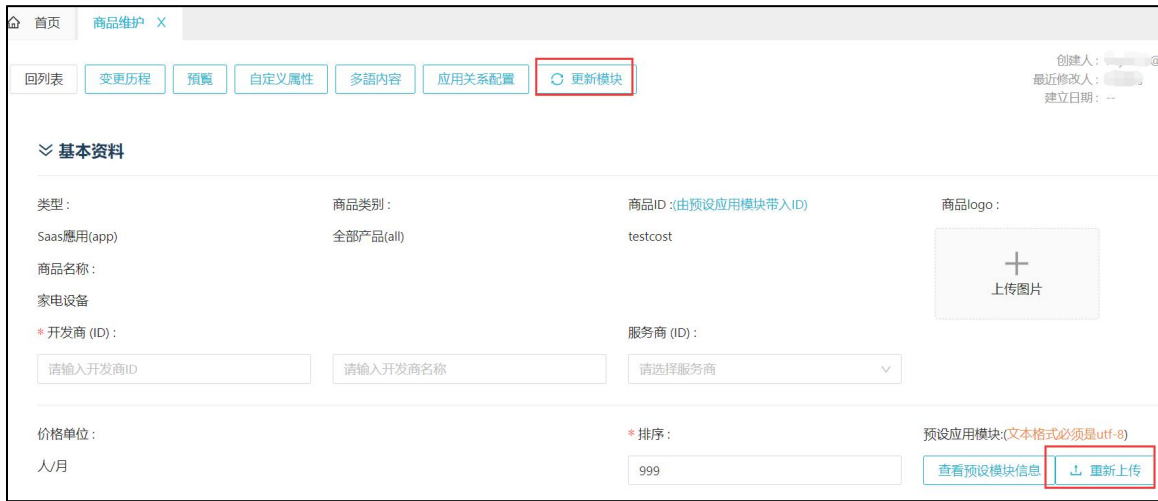 首页 商品维护 X
回列表 变更历程 预覧 自定义属性 多語内容 应用关系配置 更新模块
创建人：
最近修改人：
建立日期： --
基本资料
类型： 商品类别： 商品ID :(由预设应用模块带入ID) 商品logo：
Saas應用(app) 全部产品(all) testcost
商品名称：
上传图片
家电设备
* 开发商 (ID)： 服务商 (ID)：
请输入开发商ID 请输入开发商名称 请选择服务商
价格单位： * 排序： 预设应用模块:(文本格式必须是utf-8)
人/月 999 查看预设模块信息 重新上传